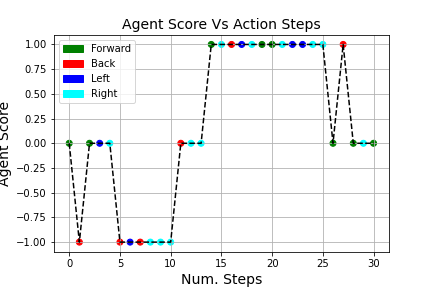 Agent Score Vs Action Steps
Agent Score
1.00
0.75
0.50
0.25
0.00
−0.25
−0.50
−0.75
−1.00
Forward
Back
Left
Right
0 5 10 15 20 25 30
Num. Steps